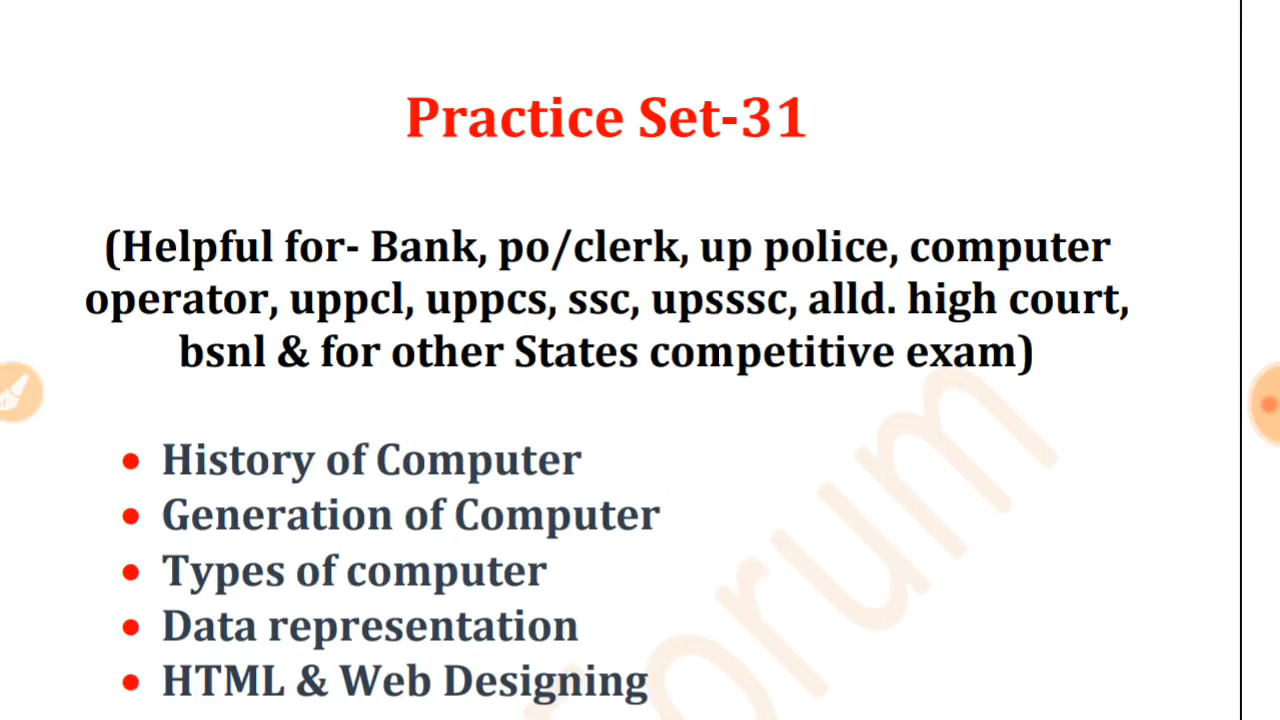 Practice Set-31
(Helpful for- Bank, po/clerk, up police, computer
operator, uppcl, uppcs, ssc, upsssc, alld. high court,
bsnl & for other States competitive exam)
• History of Computer
• Generation of Computer
• Types of computer
• Data representation
• HTML & Web Designing
orum